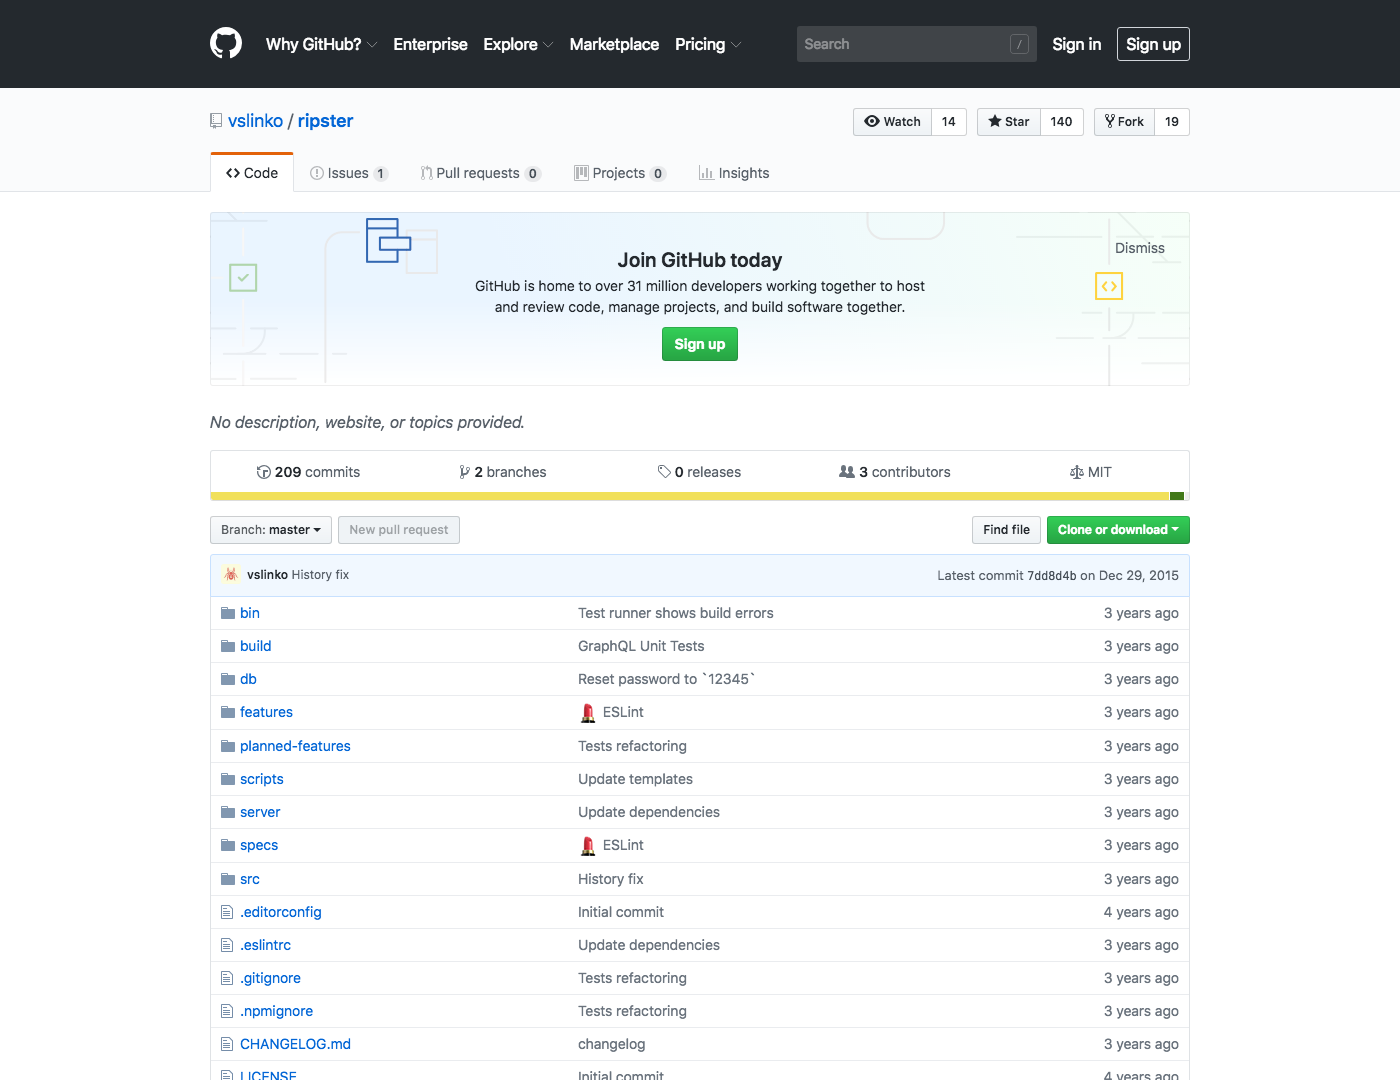 Why GitHub? Enterprise Explore Marketplace Pricing Search / Sign in Sign up
vslinko / ripster Watch 14 Star 140 Fork 19
Code Issues 1 Pull requests 0 Projects 0 Insights
Dismiss
Join GitHub today
GitHub is home to over 31 million developers working together to host
and review code, manage projects, and build software together.
Sign up
No description, website, or topics provided.
209 commits 2 branches 0 releases 3 contributors MIT
Branch: master New pull request Find file Clone or download
vslinko History fix Latest commit 7dd8d4b on Dec 29, 2015
bin Test runner shows build errors 3 years ago
build GraphQL Unit Tests 3 years ago
db Reset password to `12345` 3 years ago
features ESLint 3 years ago
planned-features Tests refactoring 3 years ago
scripts Update templates 3 years ago
server Update dependencies 3 years ago
specs ESLint 3 years ago
src History fix 3 years ago
.editorconfig Initial commit 4 years ago
.eslintrc Update dependencies 3 years ago
.gitignore Tests refactoring 3 years ago
.npmignore Tests refactoring 3 years ago
CHANGELOG.md changelog 3 years ago
LICENSE Initial commit 4 years ago